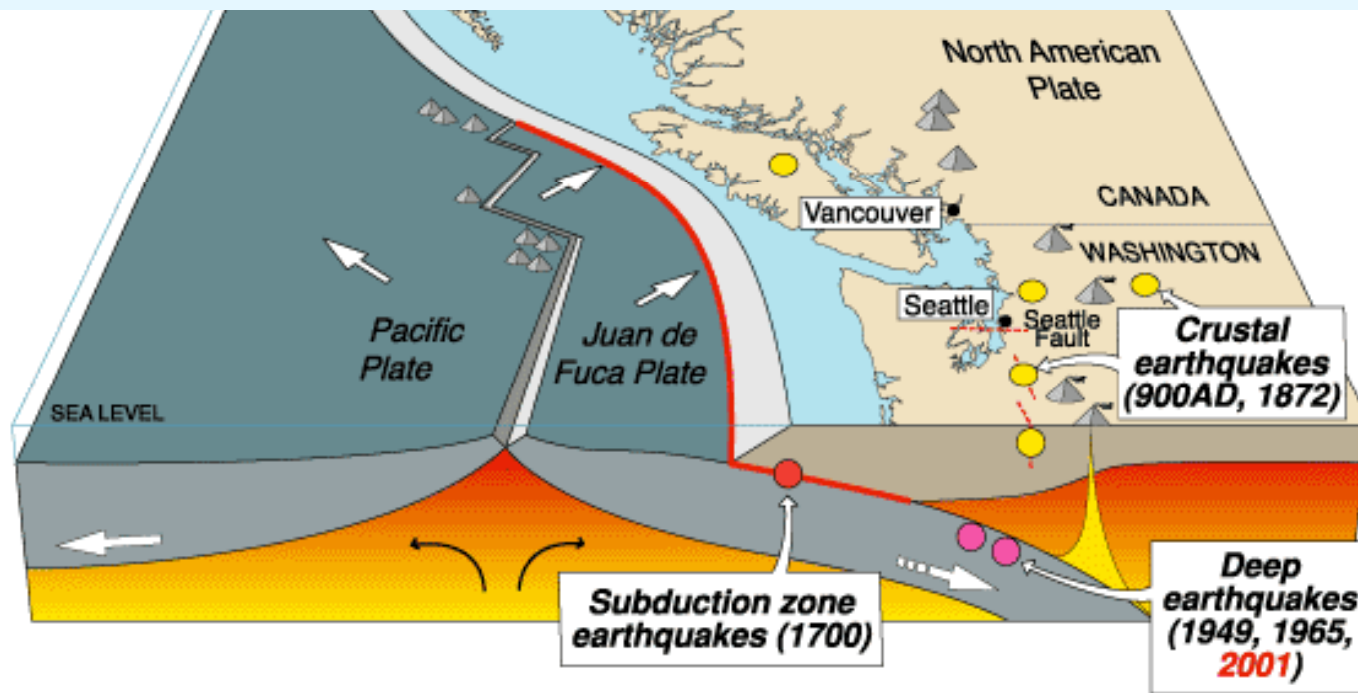 North American
Plate
CANADA
Vancouver
WASHINGTON
Seattle
Seattle
Fault
Crustal
earthquakes
(900AD, 1872)
Pacific
Plate
Juan de
Fuca Plate
SEA LEVEL
Subduction zone
earthquakes (1700)
Deep
earthquakes
(1949, 1965,
2001)